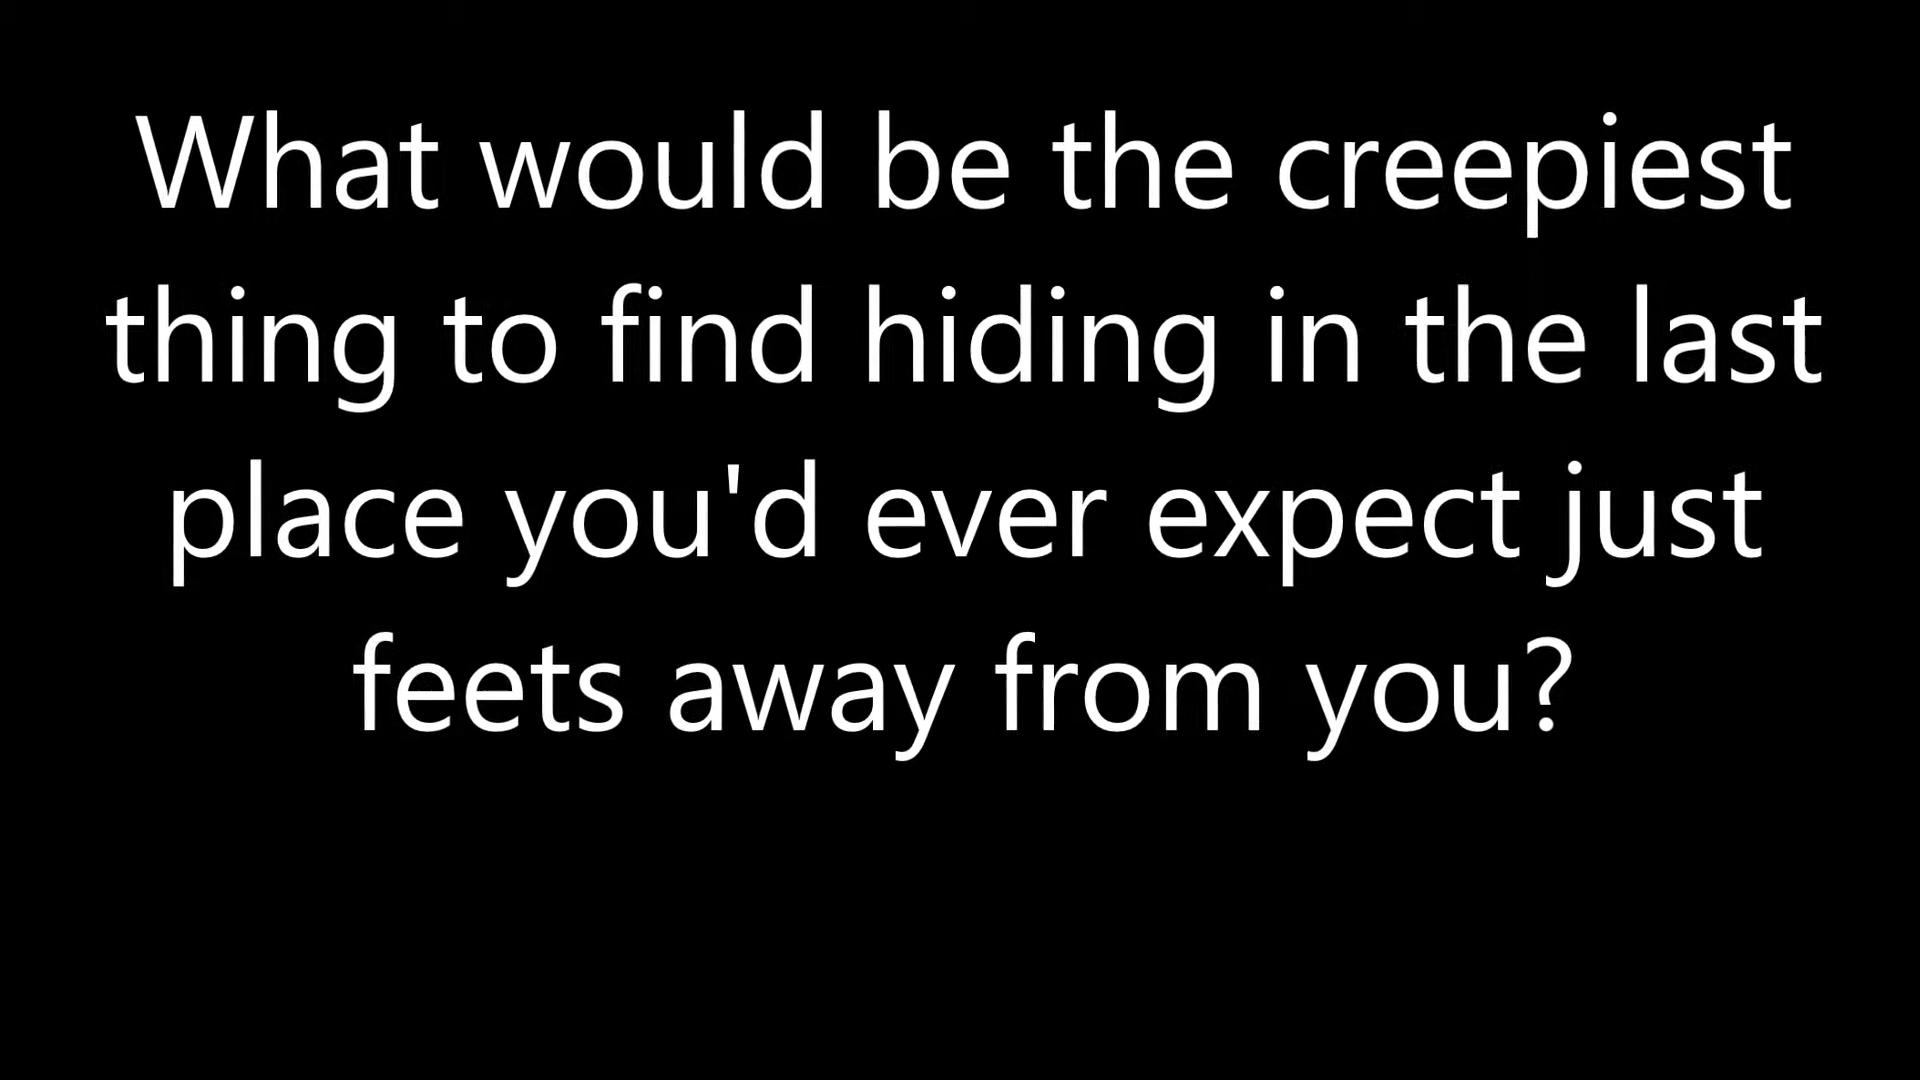 What would be the creepiest
thing to find hiding in the last
place you'd ever expect just
feets away from you?